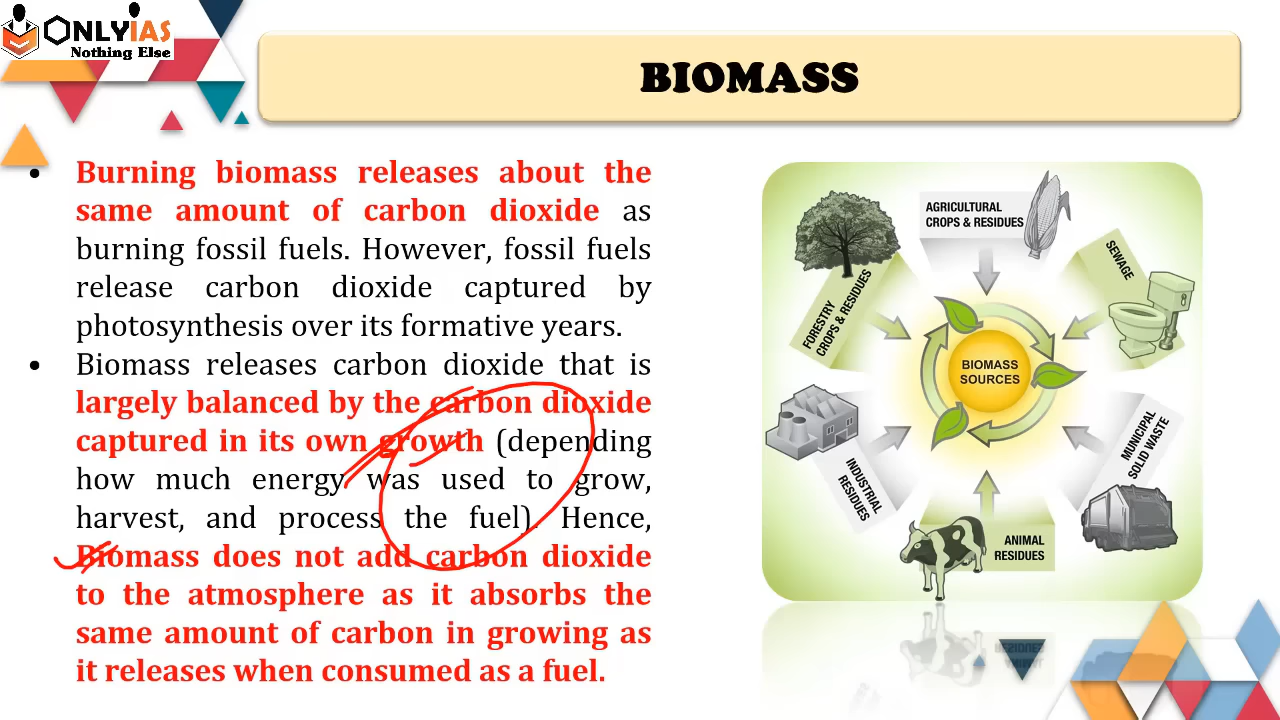 ONLYIAS
Nothing Else
BIOMASS
• Burning biomass releases about the
same amount of carbon dioxide as
burning fossil fuels. However, fossil fuels
release carbon dioxide captured by
photosynthesis over its formative years.
• Biomass releases carbon dioxide that is
largely balanced by the carbon dioxide
captured in its own growth (depending
how much energy was used to grow,
harvest, and process the fuel). Hence,
Biomass does not add carbon dioxide
to the atmosphere as it absorbs the
same amount of carbon in growing as
it releases when consumed as a fuel.
AGRICULTURAL
CROPS & RESIDUES
SEWAGE
FORESTRY
CROPS & RESIDUES
BIOMASS
SOURCES
MUNICIPAL
SOLID WASTE
INDUSTRIAL
RESIDUES
ANIMAL
RESIDUES